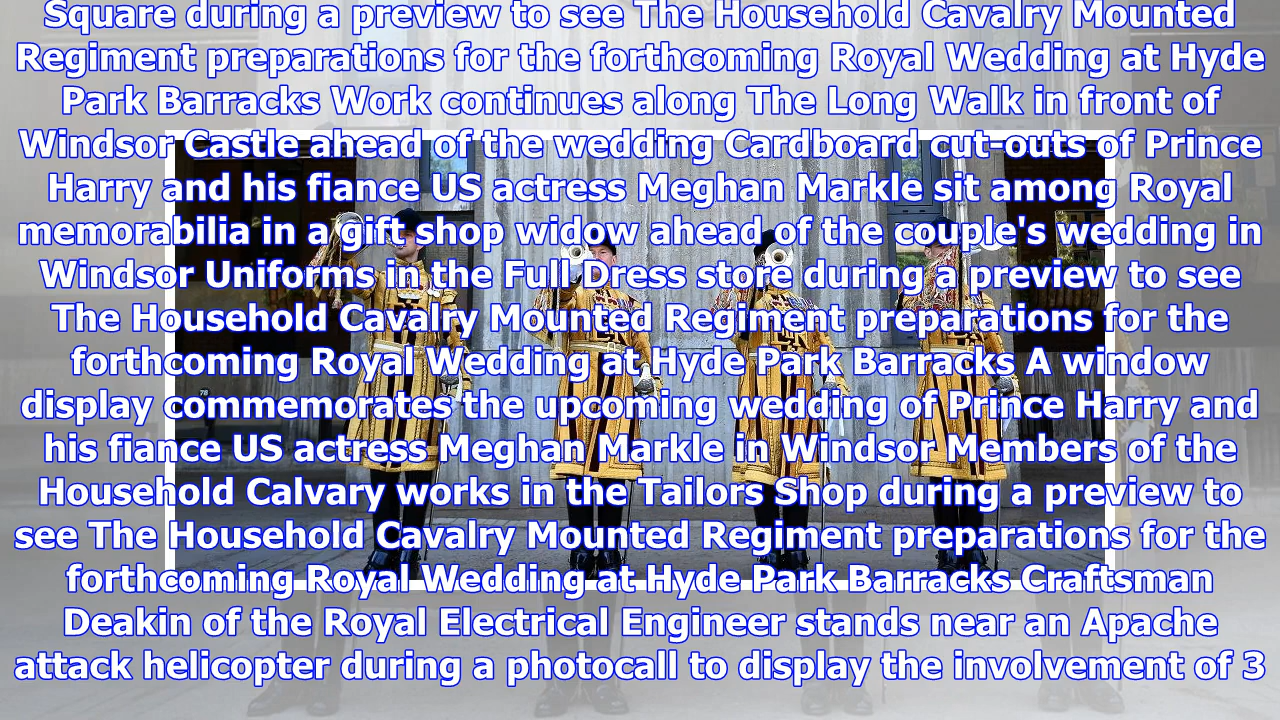 Square during a preview to see The Household Cavalry Mounted
Regiment preparations for the forthcoming Royal Wedding at Hyde
Park Barracks Work continues along The Long Walk in front of
Windsor Castle ahead of the wedding Cardboard cut-outs of Prince
Harry and his fiance US actress Meghan Markle sit among Royal
memorabilia in a gift shop widow ahead of the couple's wedding in
Windsor Uniforms in the Full Dress store during a preview to see
The Household Cavalry Mounted Regiment preparations for the
forthcoming Royal Wedding at Hyde Park Barracks A window
display commemorates the upcoming wedding of Prince Harry and
his fiance US actress Meghan Markle in Windsor Members of the
Household Calvary works in the Tailors Shop during a preview to
see The Household Cavalry Mounted Regiment preparations for the
forthcoming Royal Wedding at Hyde Park Barracks Craftsman
Deakin of the Royal Electrical Engineer stands near an Apache
attack helicopter during a photocall to display the involvement of 3